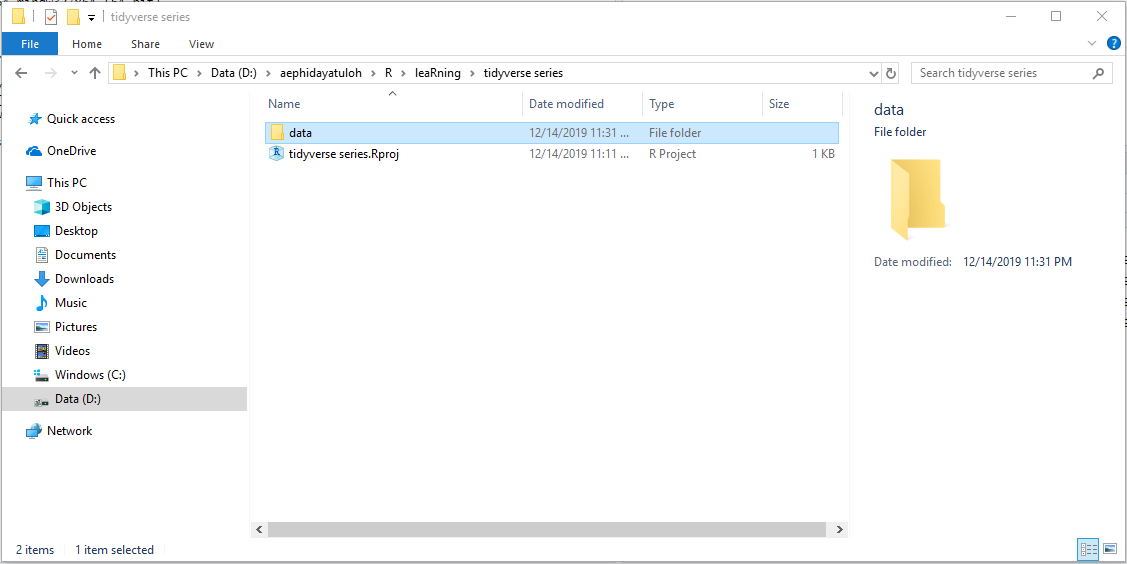 tidyverse series
File Home Share View
This PC Data (D:) aephidayatuloh R leaRning tidyverse series
Search tidyverse series
Name Date modified Type Size
data 12/14/2019 11:31 ... File folder
tidyverse series.Rproj 12/14/2019 11:11 ... R Project 1 KB
Quick access
OneDrive
This PC
3D Objects
Desktop
Documents
Downloads
Music
Pictures
Videos
Windows (C:)
Data (D:)
Network
data
File folder
Date modified: 12/14/2019 11:31 PM
2 items 1 item selected